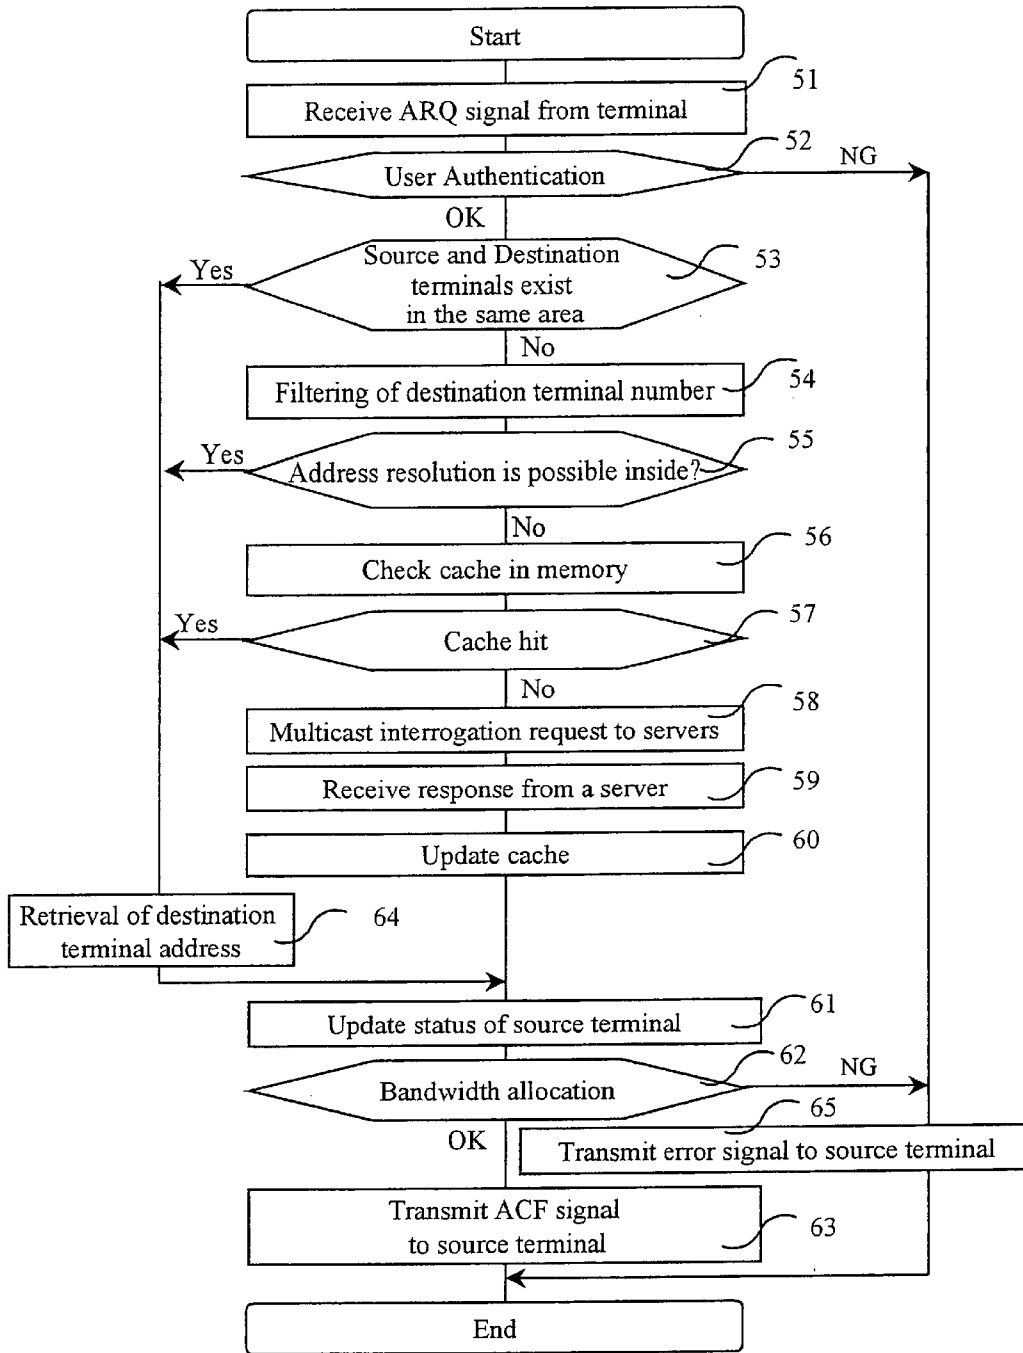 Start
51
Receive ARQ signal from terminal
52
NG
User Authentication
OK
Source and Destination
terminals exist
in the same area
53
Yes
No
54
Filtering of destination terminal number
55
Yes
Address resolution is possible inside?
No
56
Check cache in memory
57
Yes
Cache hit
No
58
Multicast interrogation request to servers
59
Receive response from a server
60
Update cache
Retrieval of destination
terminal address
64
61
Update status of source terminal
62
NG
Bandwidth allocation
65
OK
Transmit error signal to source terminal
Transmit ACF signal
to source terminal
63
End